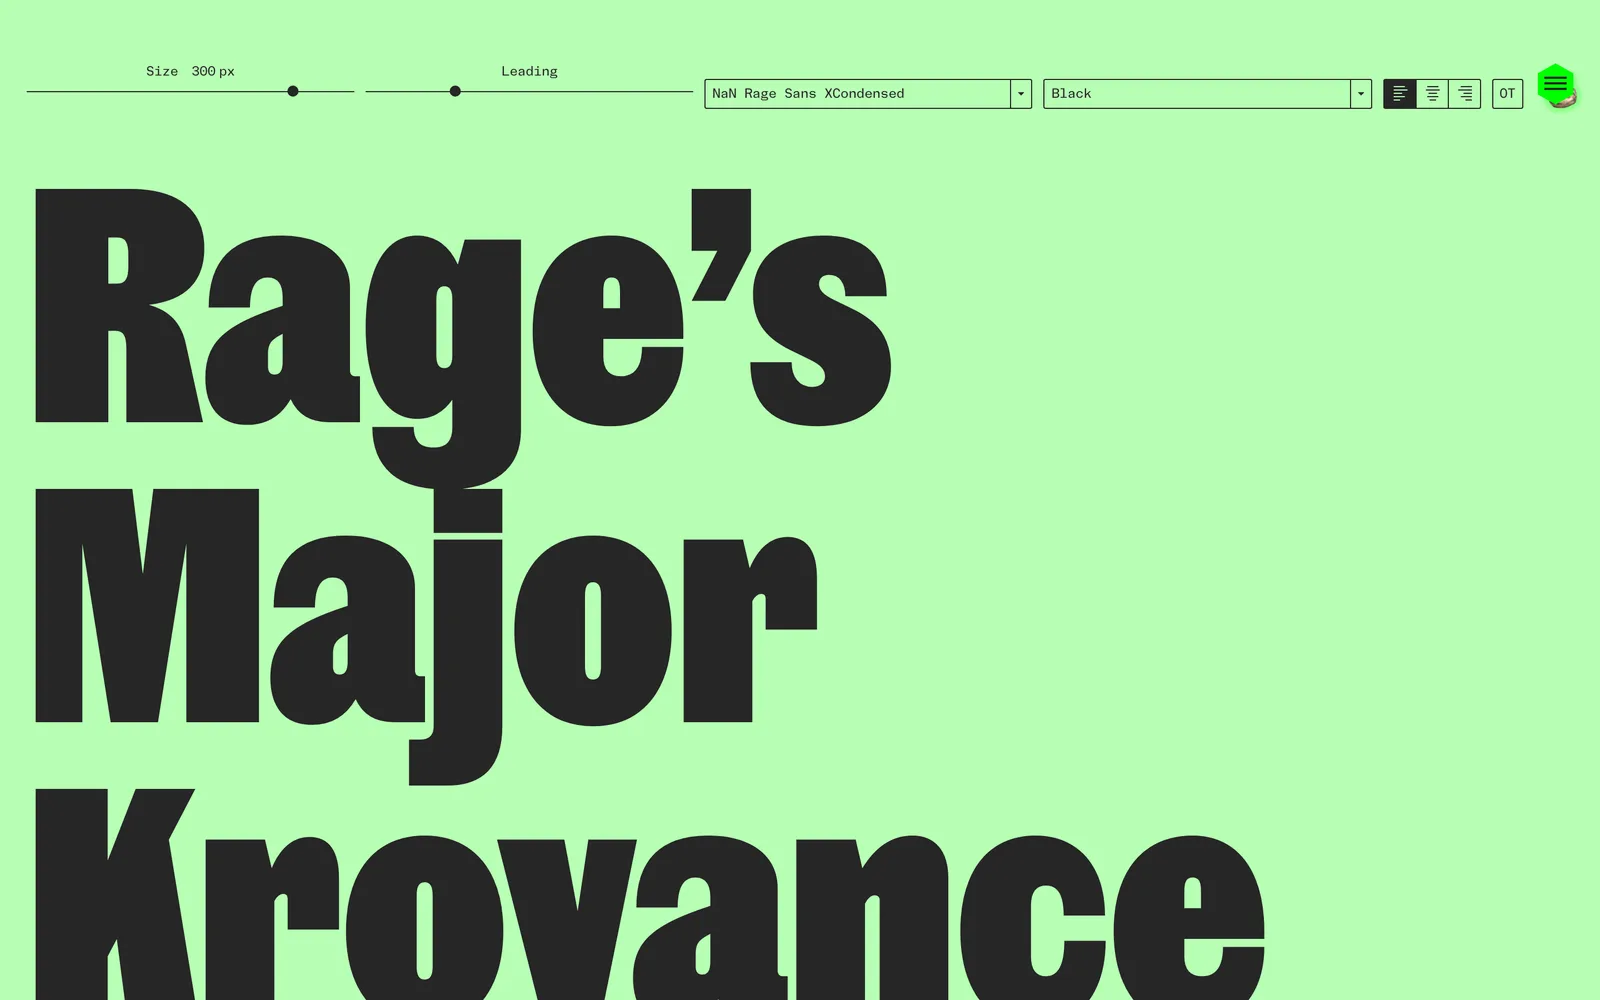 Size 300 px
Leading
NaN Rage Sans XCondensed
Black
OT
Rage’s
Major
Krovance